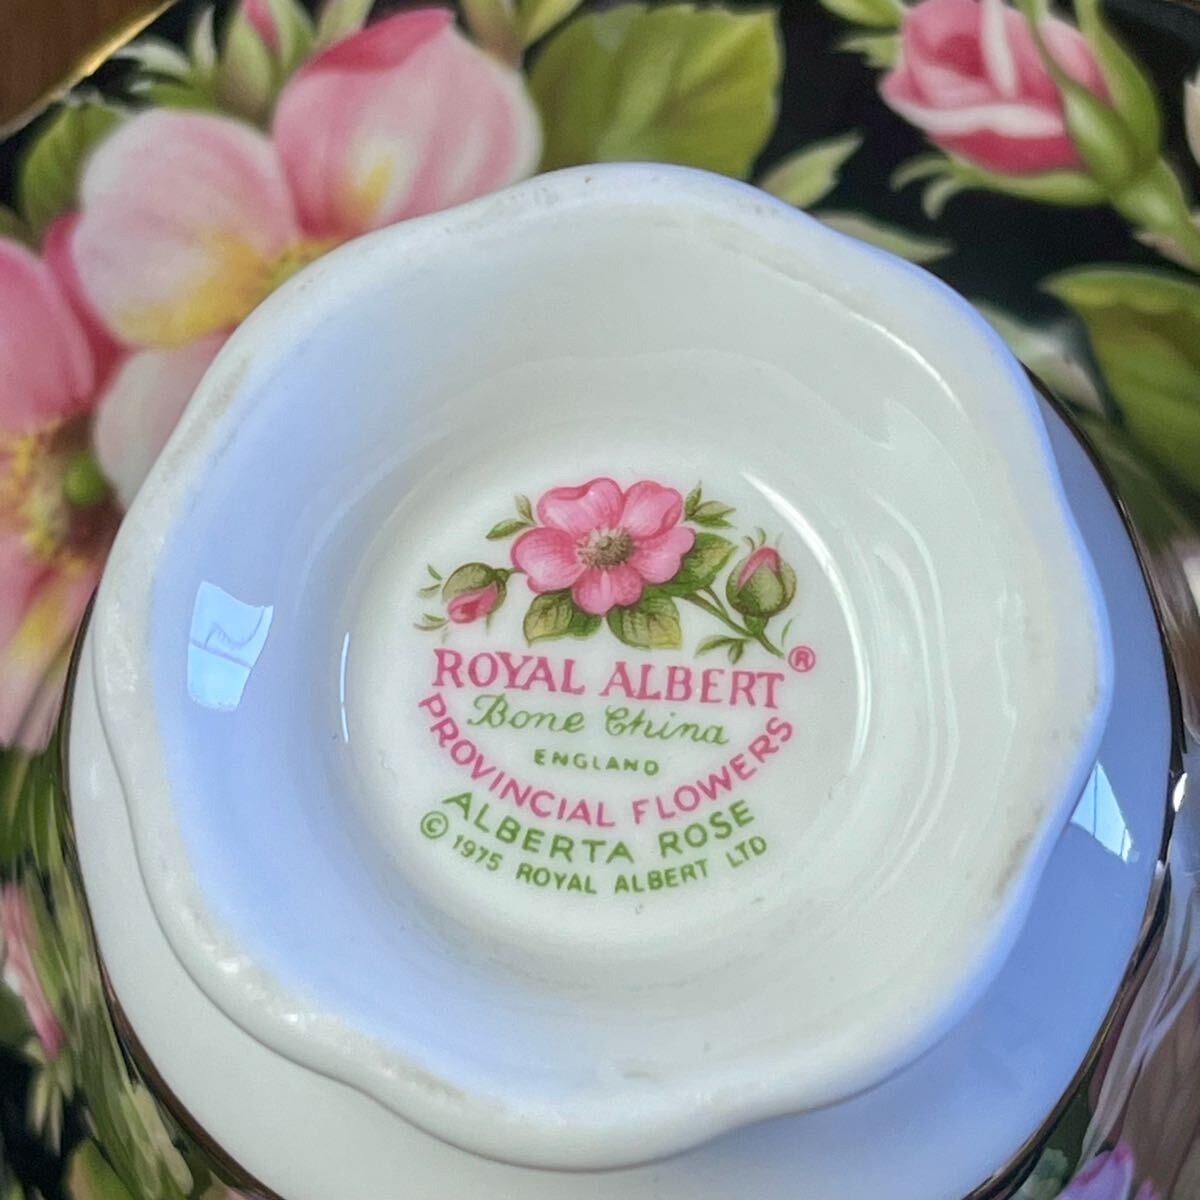 ROYAL ALBERT®
Bone China
ENGLAND
PROVINCIAL FLOWERS
ALBERTA ROSE
© 1975 ROYAL ALBERT LTD